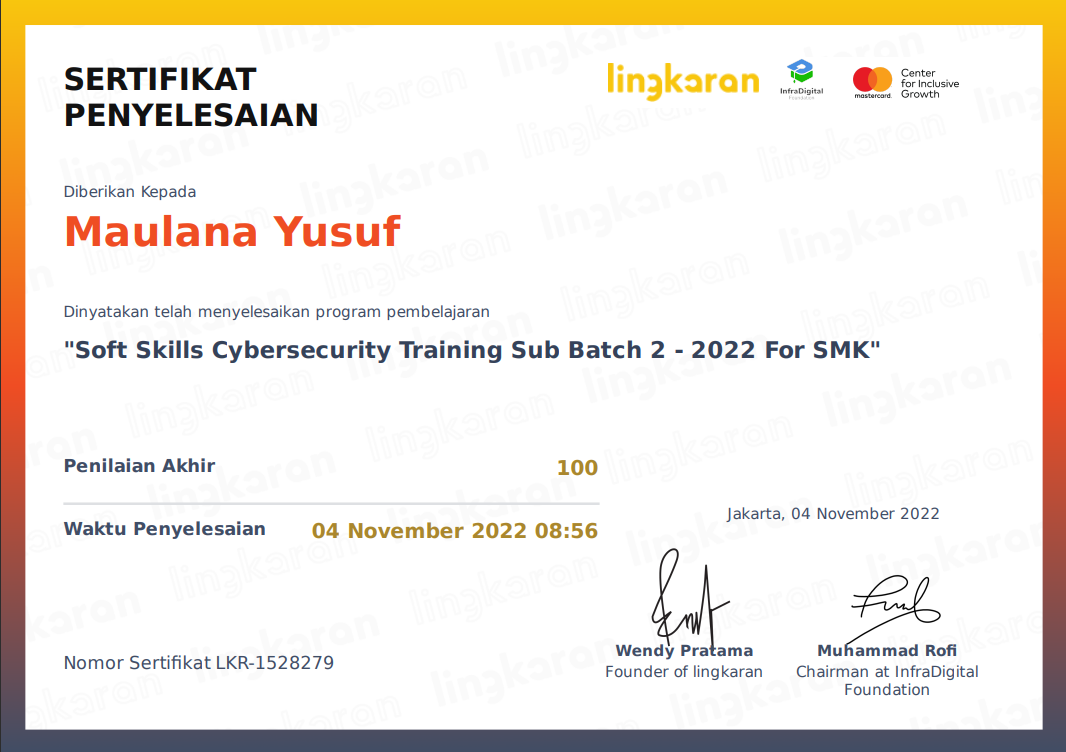 SERTIFIKAT
PENYELESAIAN
lingkaran
InfraDigital
Foundation
mastercard
Center
for Inclusive
Growth
Diberikan Kepada
Maulana Yusuf
Dinyatakan telah menyelesaikan program pembelajaran
"Soft Skills Cybersecurity Training Sub Batch 2 - 2022 For SMK"
Penilaian Akhir 100
Waktu Penyelesaian 04 November 2022 08:56
Jakarta, 04 November 2022
Wendy Pratama
Founder of lingkaran
Muhammad Rofi
Chairman at InfraDigital
Foundation
Nomor Sertifikat LKR-1528279